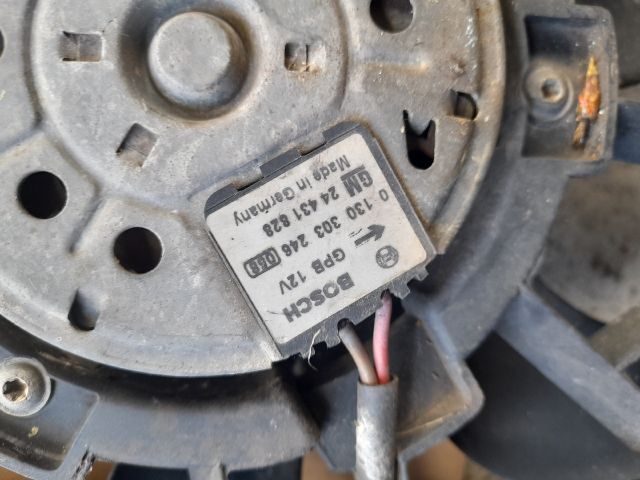 BOSCH
GPB 12V
0 130 303 246
GM 24 431 828
Made in Germany